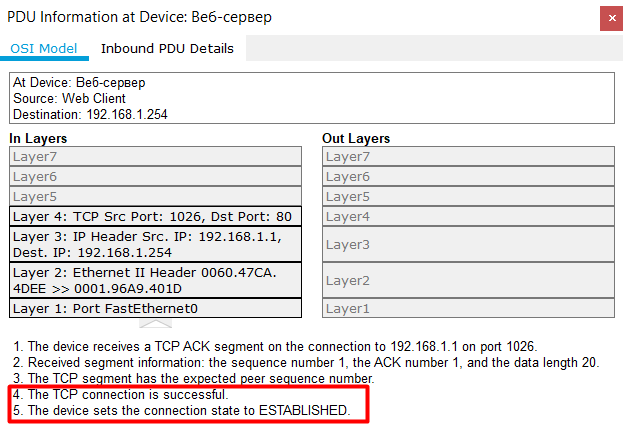 PDU Information at Device: Веб-сервер
OSI Model Inbound PDU Details
At Device: Веб-сервер
Source: Web Client
Destination: 192.168.1.254
In Layers
Layer7
Layer6
Layer5
Layer 4: TCP Src Port: 1026, Dst Port: 80
Layer 3: IP Header Src. IP: 192.168.1.1,
Dest. IP: 192.168.1.254
Layer 2: Ethernet II Header 0060.47CA.
4DEE >> 0001.96A9.401D
Layer 1: Port FastEthernet0
Out Layers
Layer7
Layer6
Layer5
Layer4
Layer3
Layer2
Layer1
1. The device receives a TCP ACK segment on the connection to 192.168.1.1 on port 1026.
2. Received segment information: the sequence number 1, the ACK number 1, and the data length 20.
3. The TCP segment has the expected peer sequence number.
4. The TCP connection is successful.
5. The device sets the connection state to ESTABLISHED.